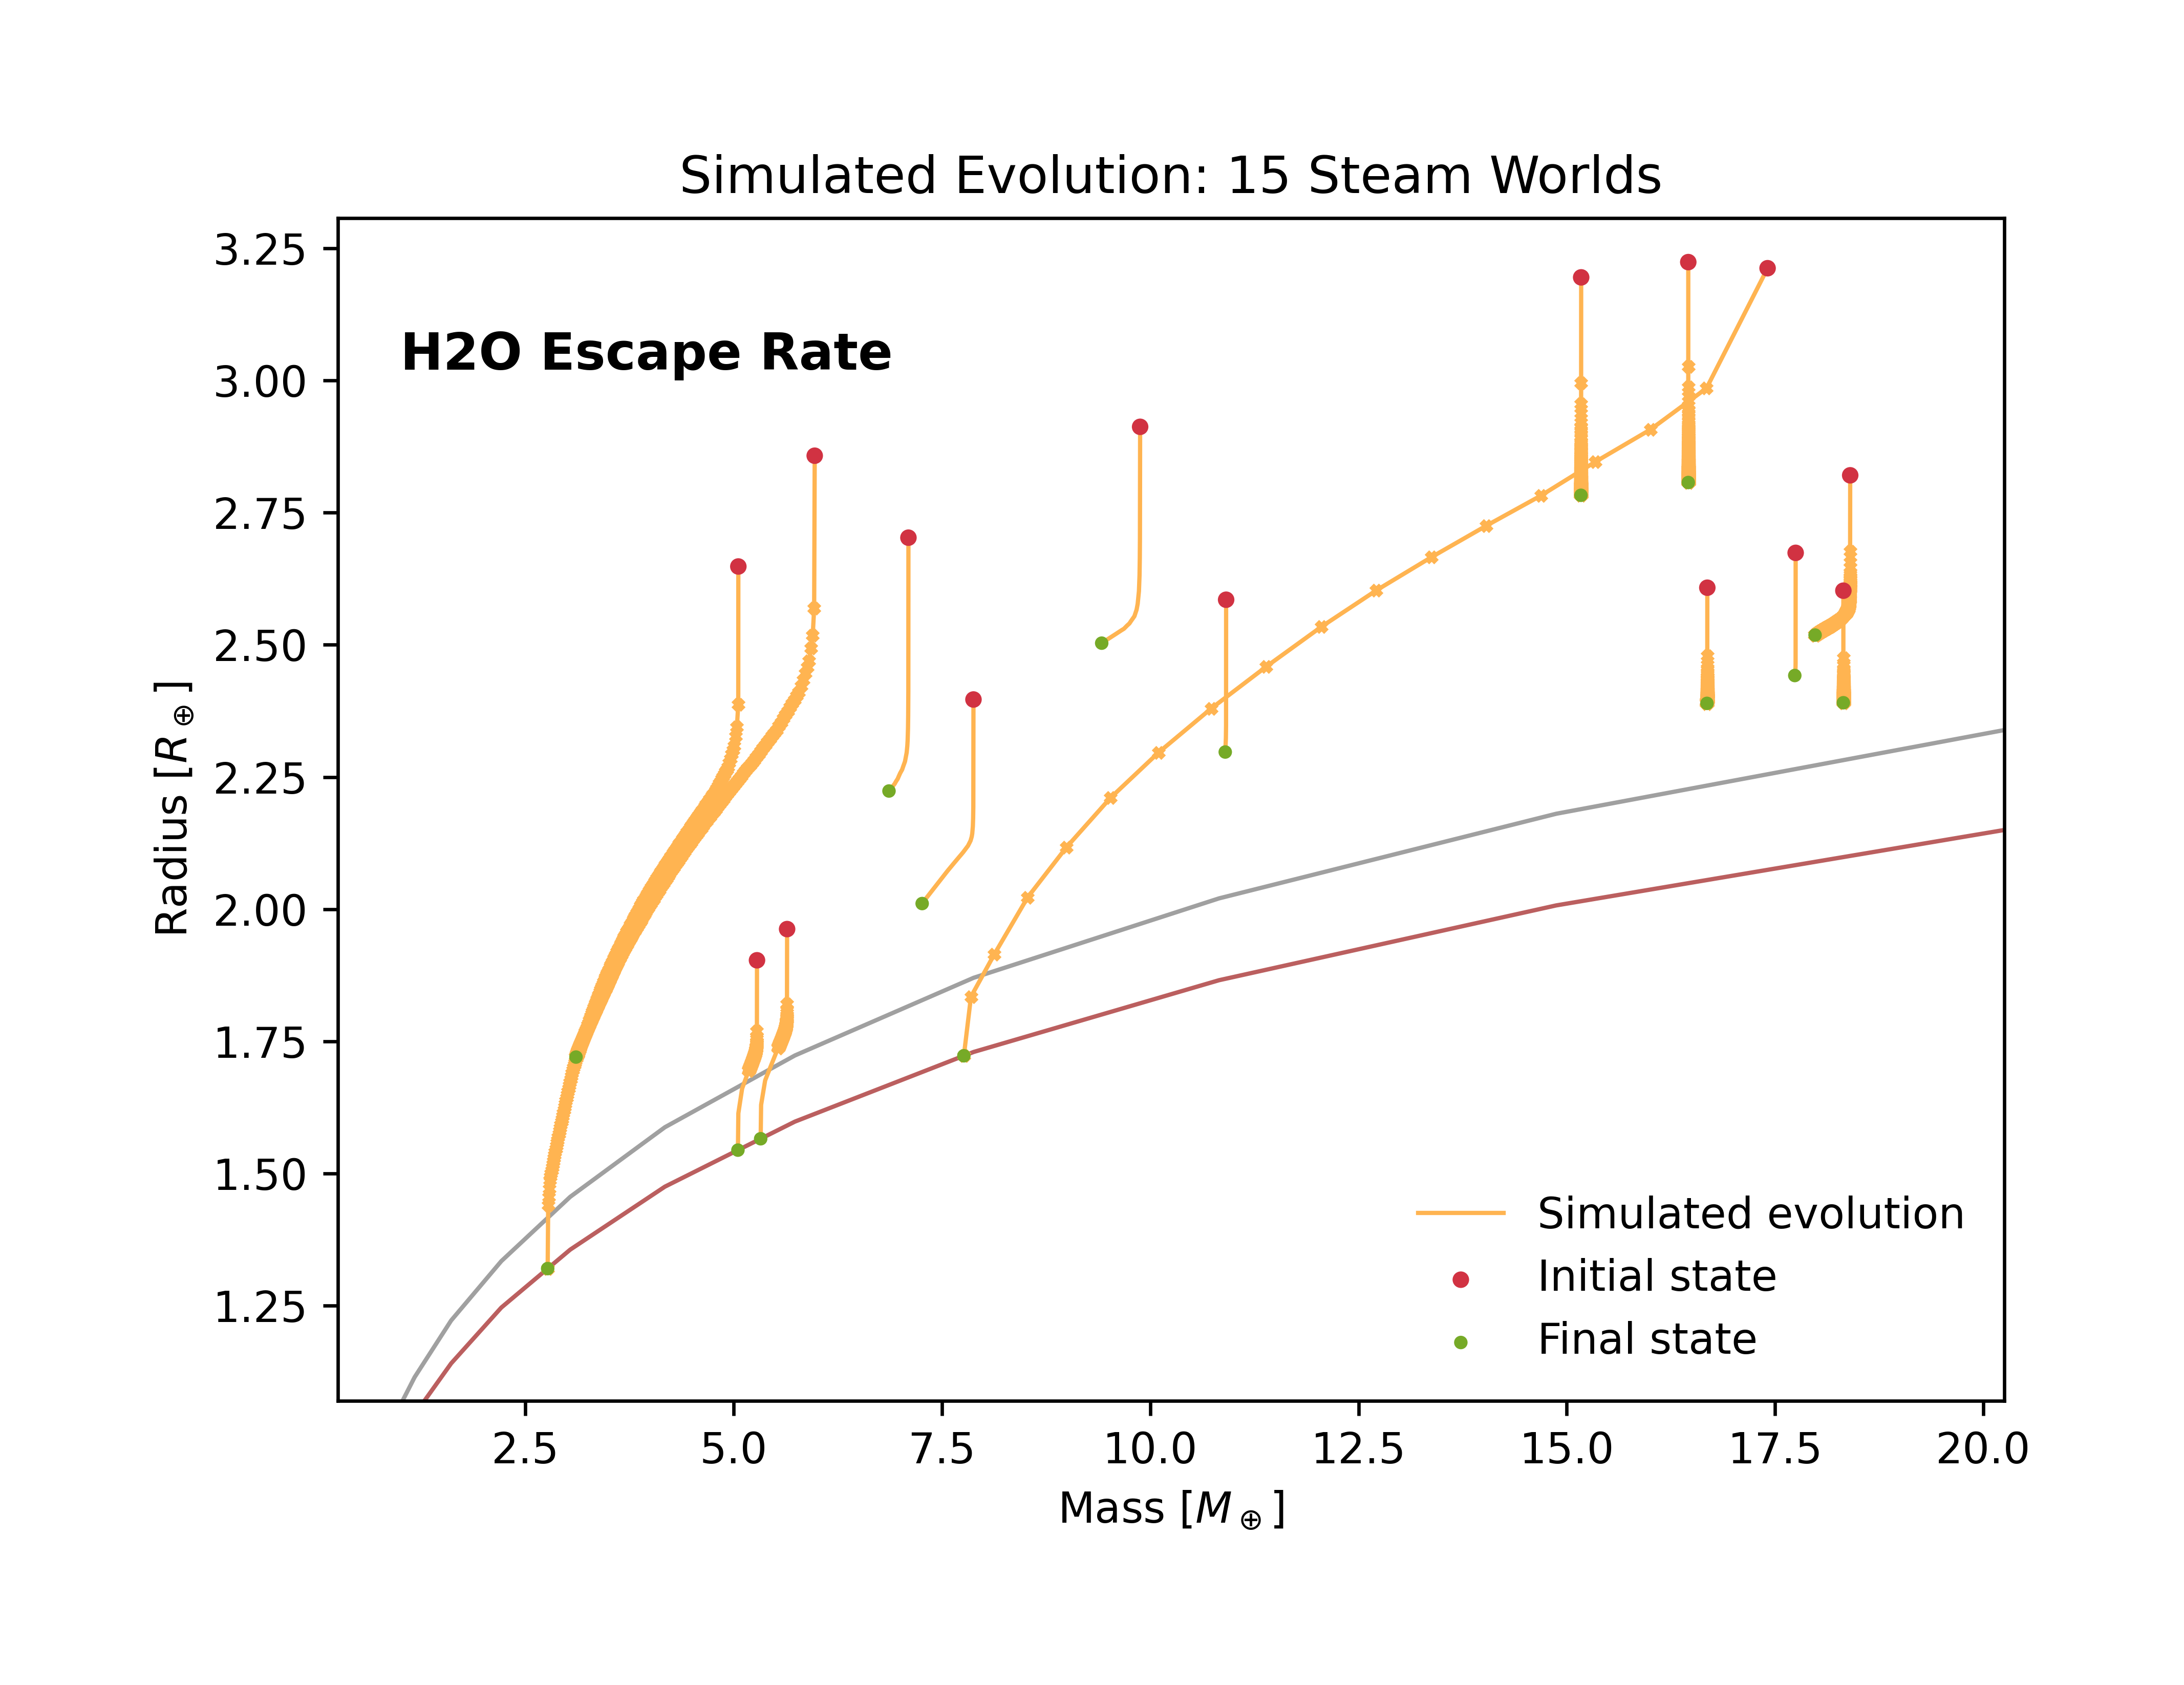 Simulated Evolution: 15 Steam Worlds
3.25
3.00
2.75
2.50
2.25
2.00
1.75
1.50
1.25
Radius [R⊕]
H2O Escape Rate
Simulated evolution
Initial state
Final state
2.5 5.0 7.5 10.0 12.5 15.0 17.5 20.0
Mass [M⊕]